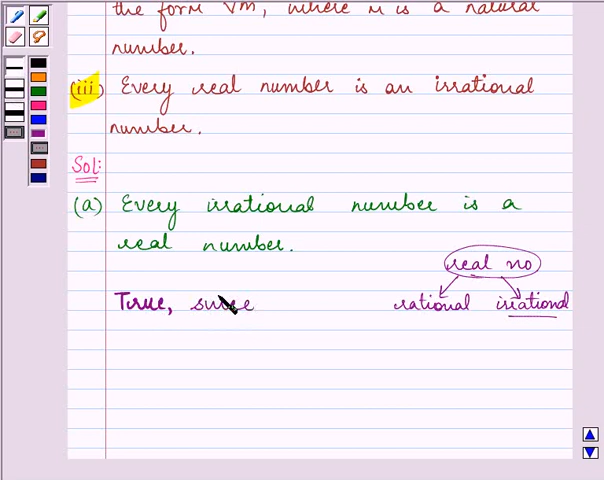 the form √m, where m is a natural
number.
(iii) Every real number is an irrational
number.
Sol:
(a) Every irrational number is a
real number.
real no
True, since
rational irrational